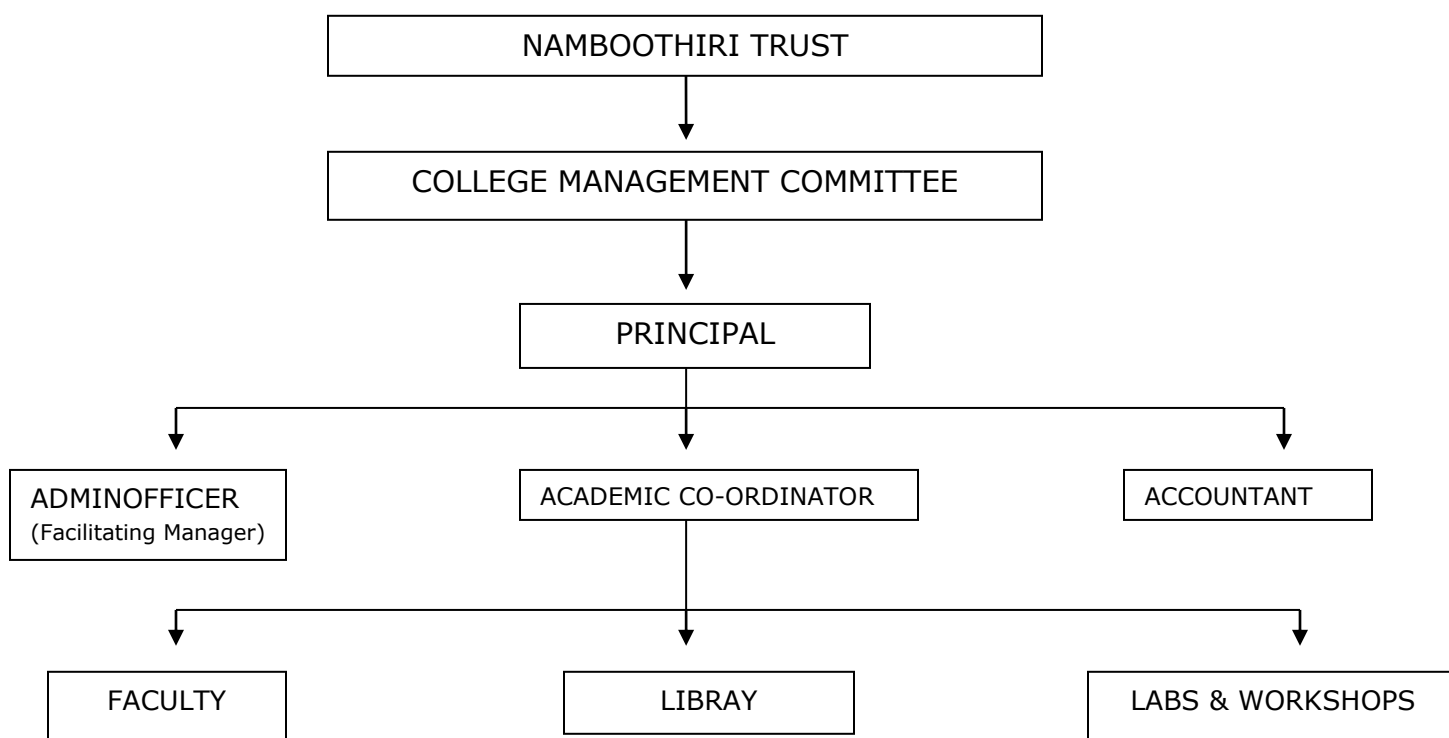 NAMBOOTHIRI TRUST
COLLEGE MANAGEMENT COMMITTEE
PRINCIPAL
ADMINOFFICER
(Facilitating Manager)
ACADEMIC CO-ORDINATOR
ACCOUNTANT
FACULTY
LIBRAY
LABS & WORKSHOPS